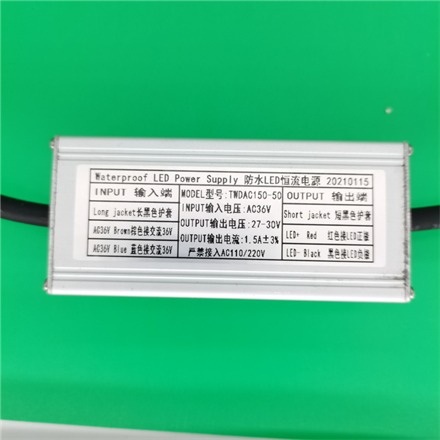 Waterproof LED Power Supply 防水LED恒流电源 20210115
INPUT 输入端
Long jacket长黑色护套
AC36V Brown棕色接交流36V
AC36V Blue 蓝色接交流36V
MODEL型号:TWDAC150-50
INPUT输入电压:AC36V
OUTPUT输出电压:27-30V
OUTPUT输出电流:1.5A±3%
严禁接入AC110/220V
OUTPUT 输出端
Short jacket 短黑色护套
LED+ Red 红色接LED正极
LED- Black 黑色接LED负极